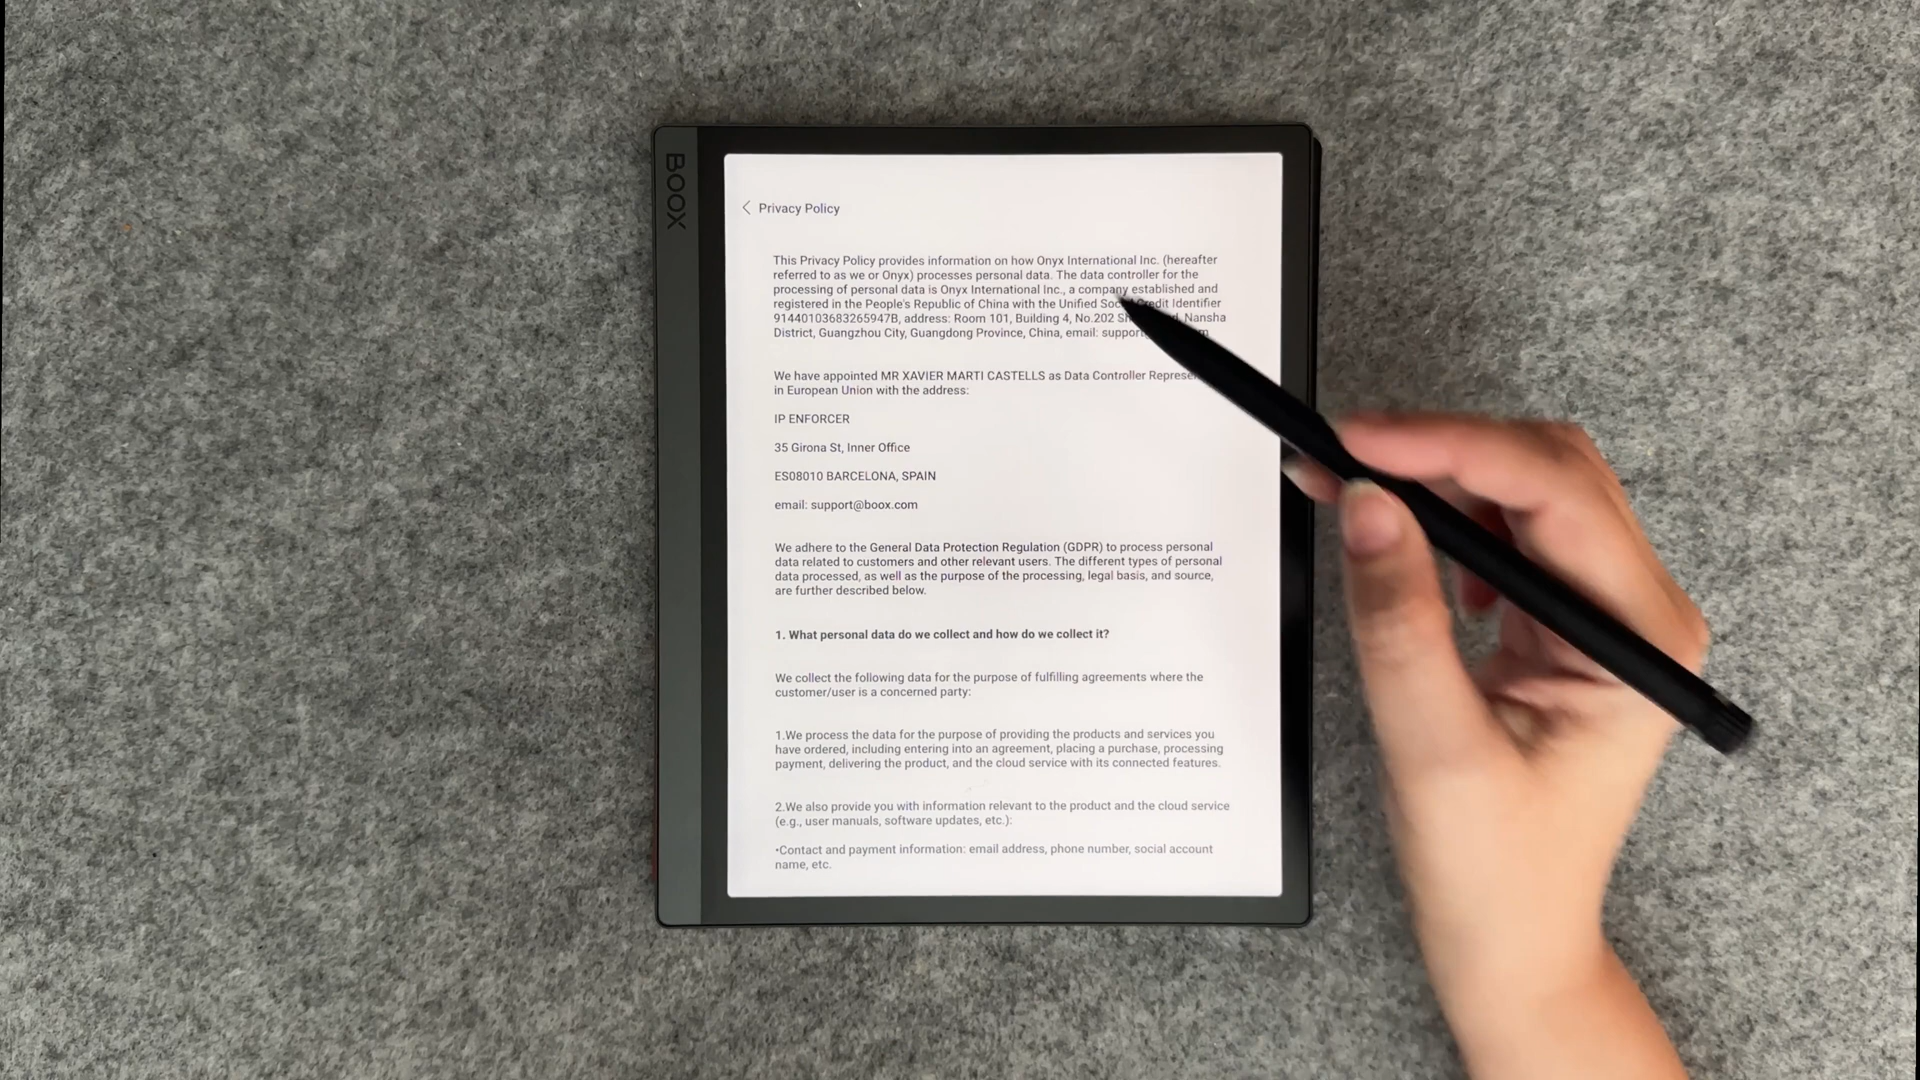 BOOX
Privacy Policy
This Privacy Policy provides information on how Onyx International Inc. (hereafter
referred to as we or Onyx) processes personal data. The data controller for the
processing of personal data is Onyx International Inc., a company established and
registered in the People's Republic of China with the Unified Social Credit Identifier
91440103683265947B, address: Room 101, Building 4, No.202 Nansha
District, Guangzhou City, Guangdong Province, China, email:
We have appointed MR XAVIER MARTI CASTELLS as Data Controller
in European Union with the address:
IP ENFORCER
35 Girona St, Inner Office
ES08010 BARCELONA, SPAIN
email: support@boox.com
We adhere to the General Data Protection Regulation (GDPR) to process personal
data related to customers and other relevant users. The different types of personal
data processed, as well as the purpose of the processing, legal basis, and source,
are further described below.
1. What personal data do we collect and how do we collect it?
We collect the following data for the purpose of fulfilling agreements where the
customer/user is a concerned party:
1.We process the data for the purpose of providing the products and services you
have ordered, including entering into an agreement, placing a purchase, processing
payment, delivering the product, and the cloud service with its connected features.
2.We also provide you with information relevant to the product and the cloud service
(e.g., user manuals, software updates, etc.):
•Contact and payment information: email address, phone number, social account
name, etc.